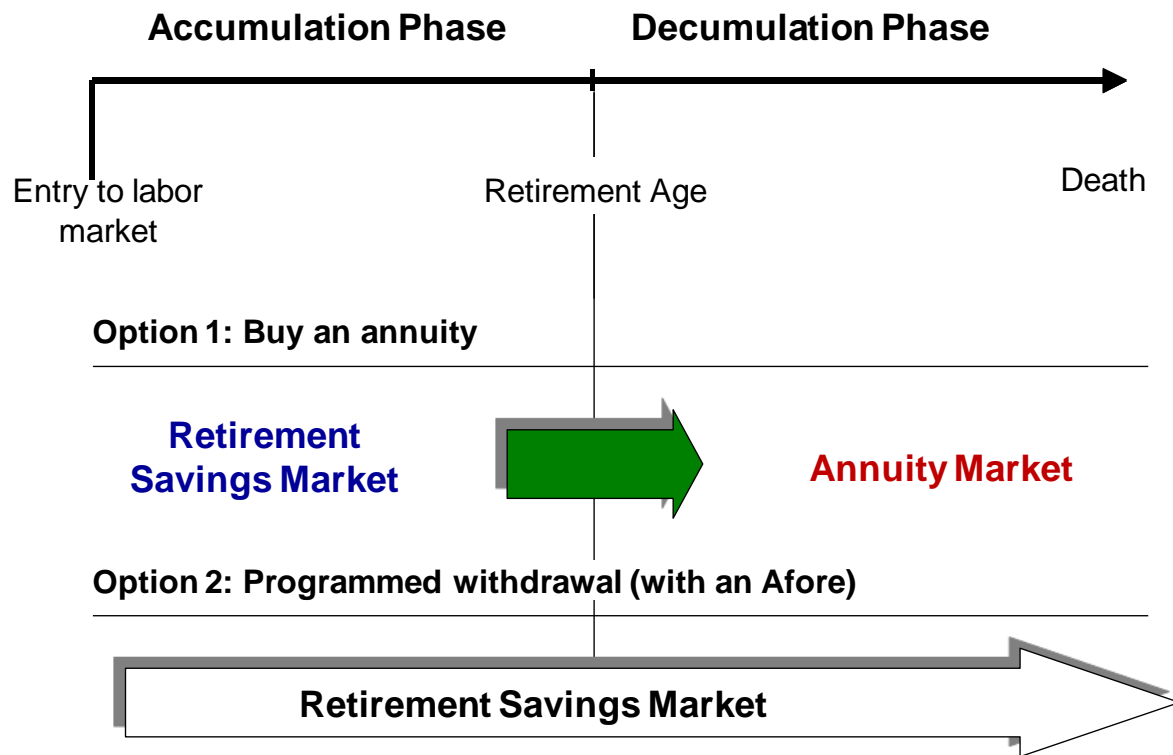 Accumulation Phase
Decumulation Phase
Entry to labor
market
Retirement Age
Death
Option 1: Buy an annuity
Retirement
Savings Market
Annuity Market
Option 2: Programmed withdrawal (with an Afore)
Retirement Savings Market